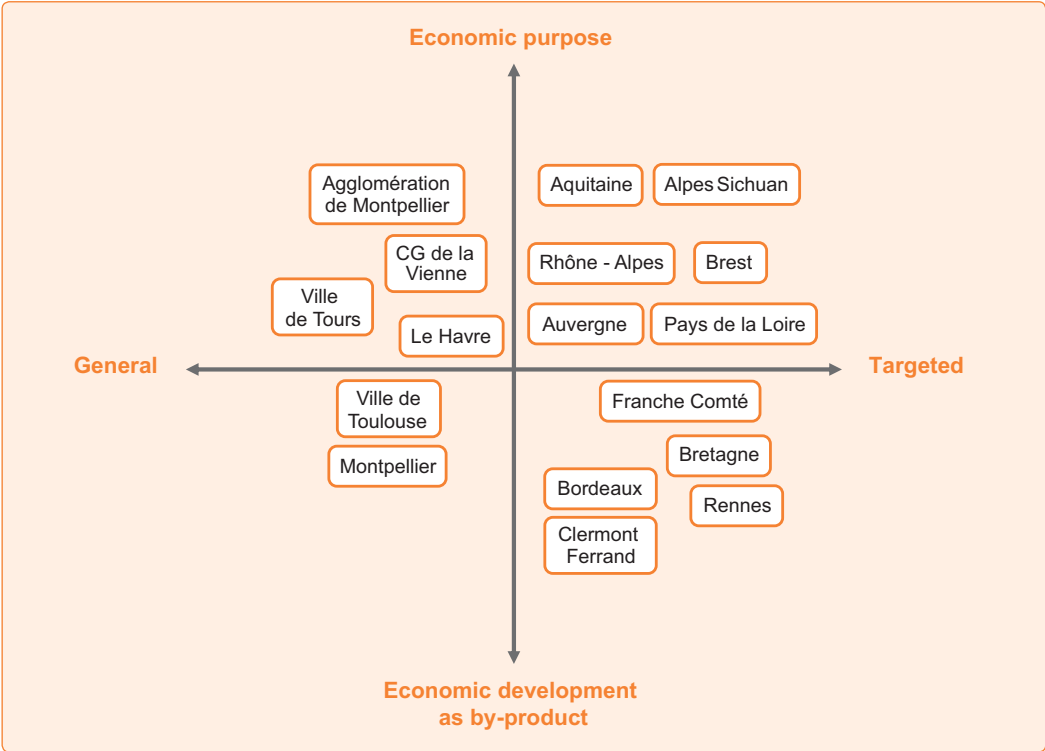 Economic purpose
Agglomération
de Montpellier
Aquitaine
Alpes Sichuan
CG de la
Vienne
Rhône - Alpes
Brest
Ville
de Tours
Le Havre
Auvergne
Pays de la Loire
General
Targeted
Ville de
Toulouse
Franche Comté
Montpellier
Bretagne
Bordeaux
Rennes
Clermont
Ferrand
Economic development
as by-product